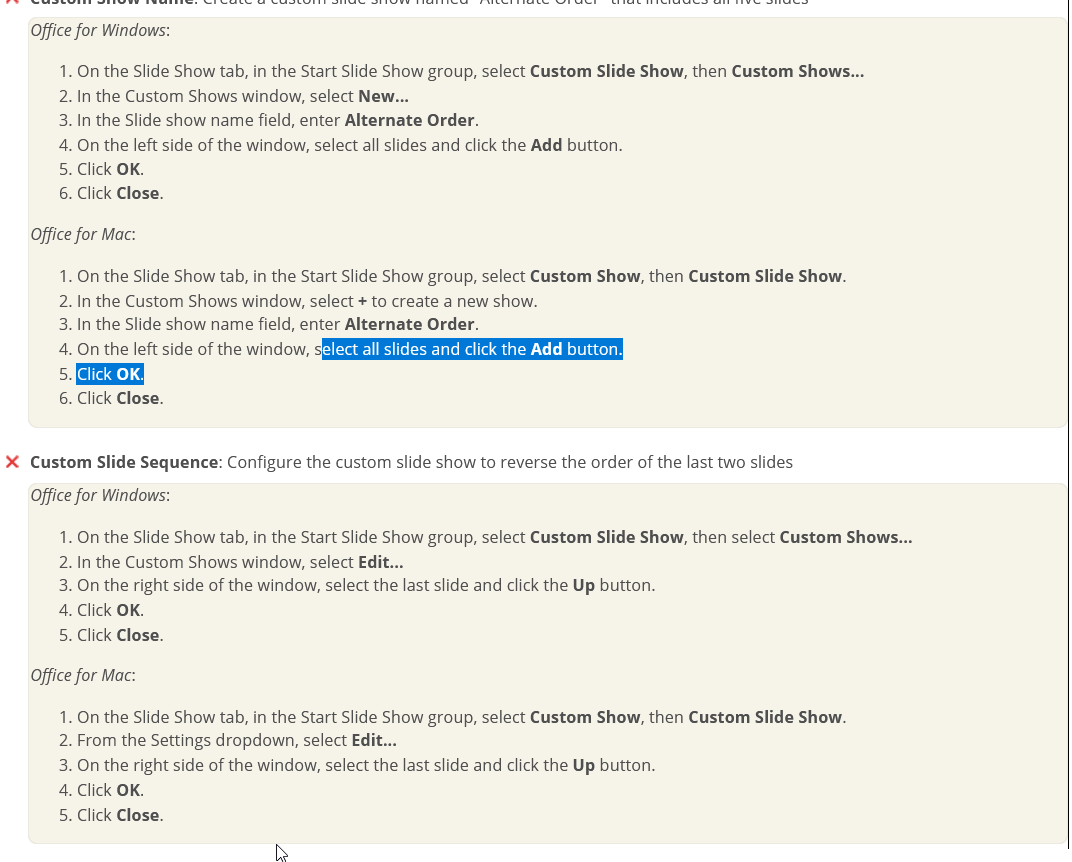 Custom Show Name: Create a custom slide show named "Alternate Order" that includes all five slides
Office for Windows:
1. On the Slide Show tab, in the Start Slide Show group, select Custom Slide Show, then Custom Shows...
2. In the Custom Shows window, select New...
3. In the Slide show name field, enter Alternate Order.
4. On the left side of the window, select all slides and click the Add button.
5. Click OK.
6. Click Close.
Office for Mac:
1. On the Slide Show tab, in the Start Slide Show group, select Custom Show, then Custom Slide Show.
2. In the Custom Shows window, select + to create a new show.
3. In the Slide show name field, enter Alternate Order.
4. On the left side of the window, select all slides and click the Add button.
5. Click OK.
6. Click Close.
Custom Slide Sequence: Configure the custom slide show to reverse the order of the last two slides
Office for Windows:
1. On the Slide Show tab, in the Start Slide Show group, select Custom Slide Show, then select Custom Shows...
2. In the Custom Shows window, select Edit...
3. On the right side of the window, select the last slide and click the Up button.
4. Click OK.
5. Click Close.
Office for Mac:
1. On the Slide Show tab, in the Start Slide Show group, select Custom Show, then Custom Slide Show.
2. From the Settings dropdown, select Edit...
3. On the right side of the window, select the last slide and click the Up button.
4. Click OK.
5. Click Close.